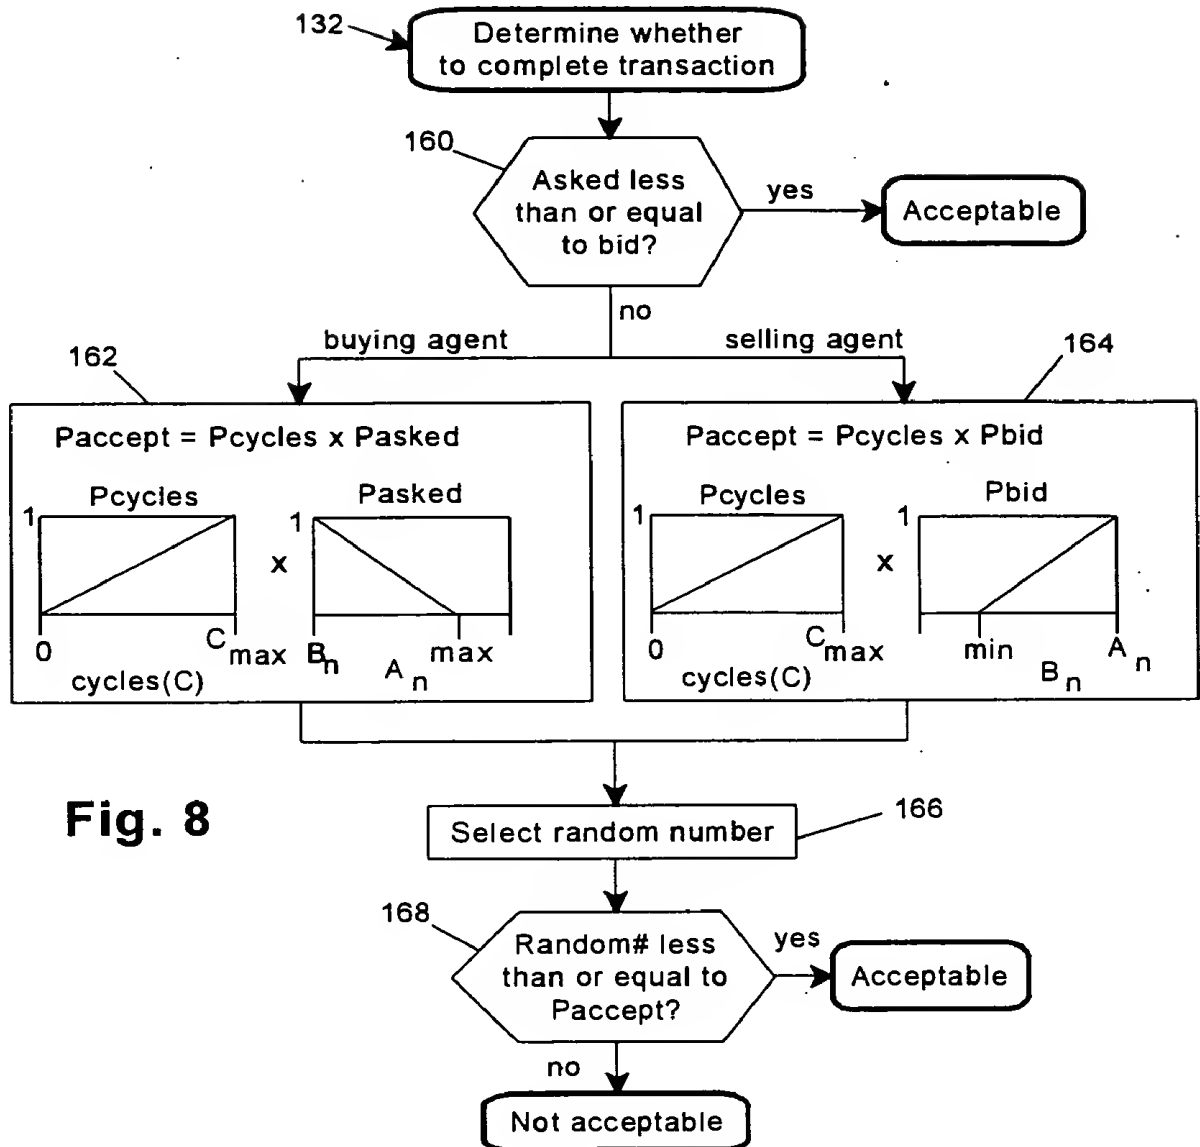 132
Determine whether
to complete transaction
160
Asked less
than or equal
to bid?
yes
Acceptable
no
buying agent
selling agent
162
164
Paccept = Pcycles x Pasked
Pcycles
Pasked
1
x
1
0
Cmax
Bn
An
max
cycles(C)
Paccept = Pcycles x Pbid
Pcycles
Pbid
1
x
1
0
Cmax
min
Bn
An
cycles(C)
Fig. 8
Select random number
166
168
Random# less
than or equal to
Paccept?
yes
Acceptable
no
Not acceptable